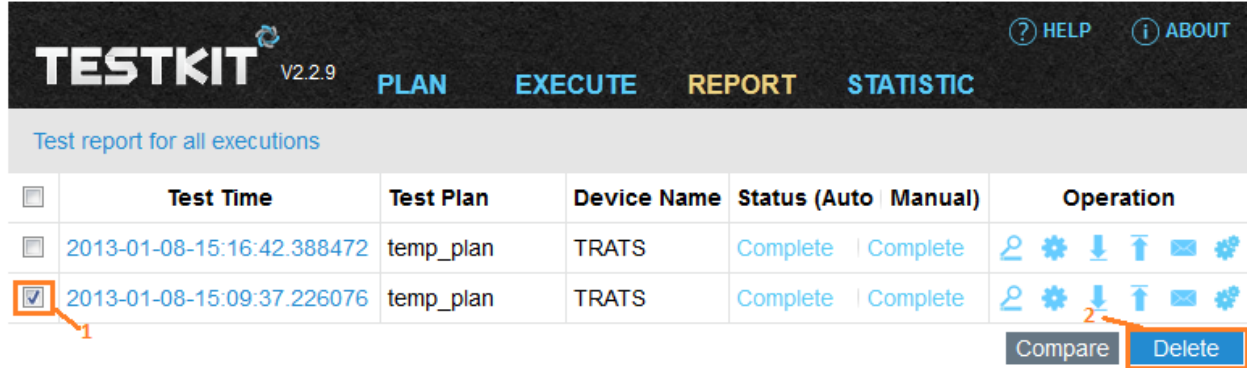 HELP ABOUT
TESTKIT V2.2.9 PLAN EXECUTE REPORT STATISTIC
Test report for all executions
Test Time Test Plan Device Name Status (Auto | Manual) Operation
2013-01-08-15:16:42.388472 temp_plan TRATS Complete | Complete
2013-01-08-15:09:37.226076 temp_plan TRATS Complete | Complete
1 2
Compare Delete